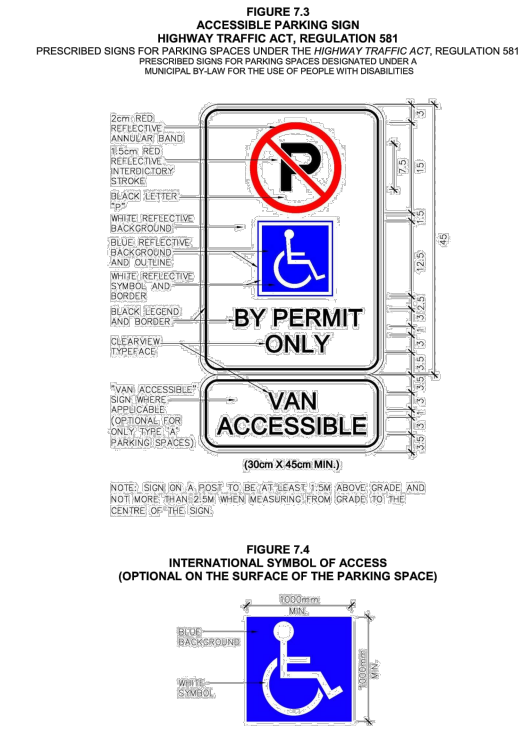 FIGURE 7.3
ACCESSIBLE PARKING SIGN
HIGHWAY TRAFFIC ACT, REGULATION 581
PRESCRIBED SIGNS FOR PARKING SPACES UNDER THE HIGHWAY TRAFFIC ACT, REGULATION 581
PRESCRIBED SIGNS FOR PARKING SPACES DESIGNATED UNDER A
MUNICIPAL BY-LAW FOR THE USE OF PEOPLE WITH DISABILITIES
2cm RED
REFLECTIVE
ANNULAR BAND
1.5cm RED
REFLECTIVE
INTERDICTORY
STROKE
BLACK LETTER
"P"
WHITE REFLECTIVE
BACKGROUND
BLUE REFLECTIVE
BACKGROUND
AND OUTLINE
WHITE REFLECTIVE
SYMBOL AND
BORDER
BLACK LEGEND
AND BORDER
CLEARVIEW
TYPEFACE
"VAN ACCESSIBLE"
SIGN WHERE
APPLICABLE
(OPTIONAL FOR
ONLY TYPE 'A'
PARKING SPACES)
P
BY PERMIT
ONLY
VAN
ACCESSIBLE
3
7.5
15
1.5
45
12.5
2.5
3
1
3
3.5
3.5
3
1
3
3.5
(30cm X 45cm MIN.)
NOTE: SIGN ON A POST TO BE AT LEAST 1.5M ABOVE GRADE AND
NOT MORE THAN 2.5M WHEN MEASURING FROM GRADE TO THE
CENTRE OF THE SIGN.
FIGURE 7.4
INTERNATIONAL SYMBOL OF ACCESS
(OPTIONAL ON THE SURFACE OF THE PARKING SPACE)
1000mm
MIN.
BLUE
BACKGROUND
WHITE
SYMBOL
1000mm
MIN.